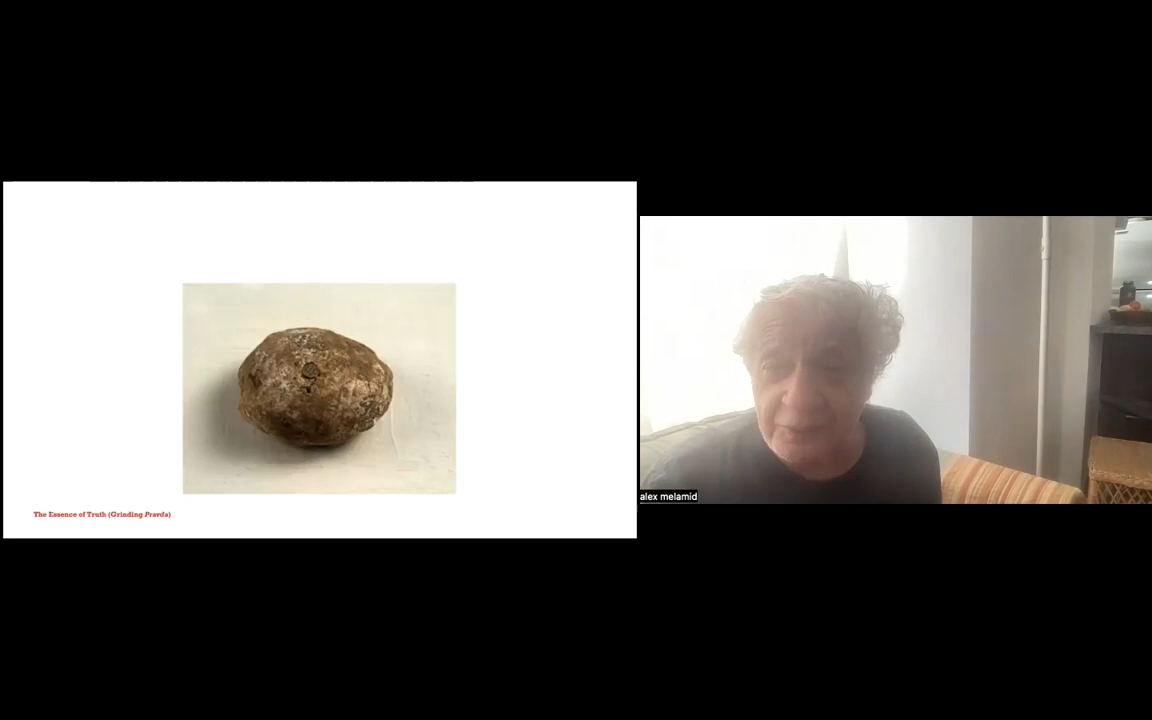 The Essence of Truth (Grinding Pravda)
alex melamid